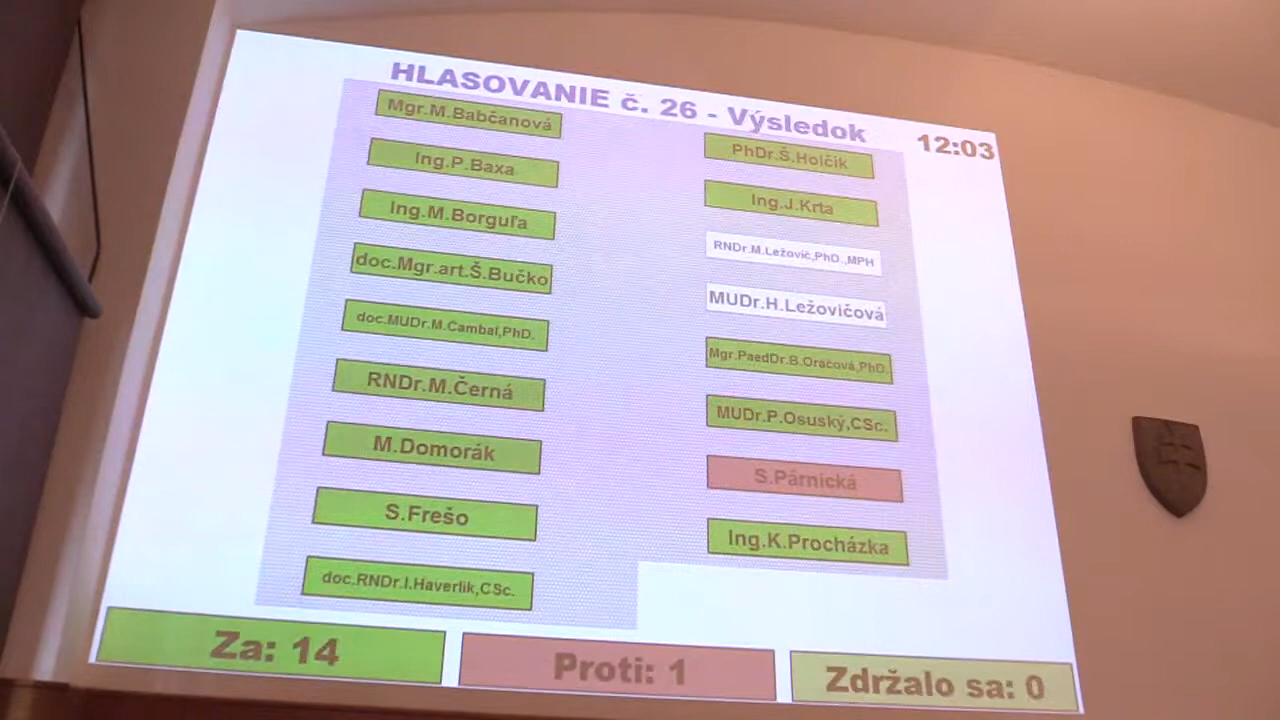 HLASOVANIE č. 26 - Výsledok
12:03
Mgr.M.Babčanová
Ing.P.Baxa
Ing.M.Borguľa
doc.Mgr.art.Š.Bučko
doc.MUDr.M.Cambal,PhD.
RNDr.M.Černá
M.Domorák
S.Frešo
doc.RNDr.I.Haverlík,CSc.
PhDr.Š.Holčík
Ing.J.Krta
RNDr.M.Ležovič,PhD.,MPH
MUDr.H.Ležovičová
Mgr.PaedDr.B.Oráčová,PhD.
MUDr.P.Osuský,CSc.
S.Párnická
Ing.K.Procházka
Za: 14
Proti: 1
Zdržalo sa: 0